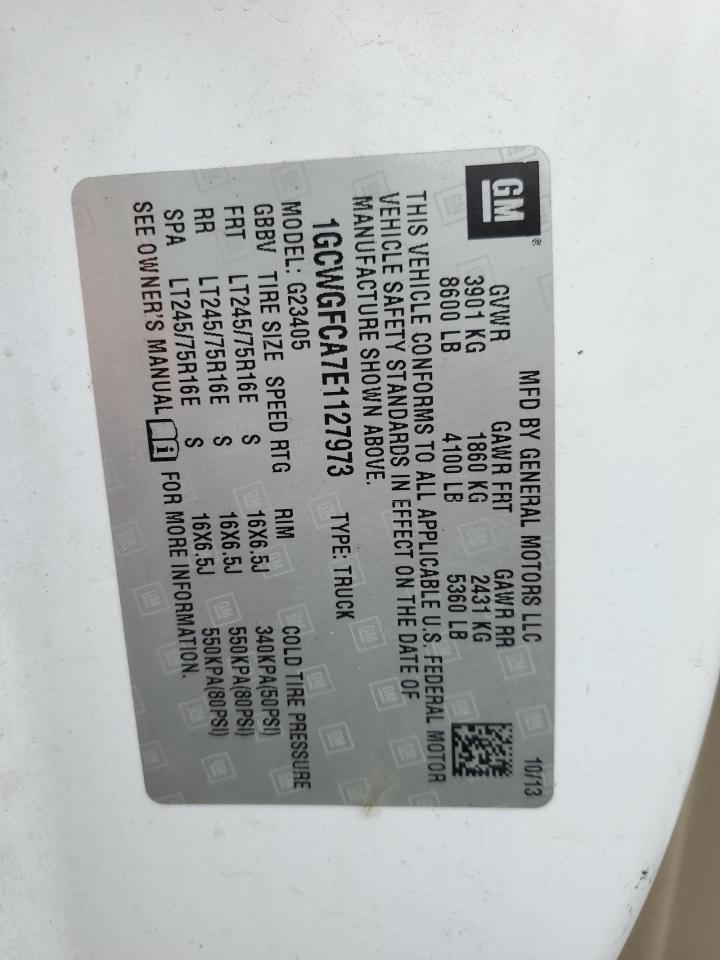 GM®
MFD BY GENERAL MOTORS LLC 10/13
GVWR GAWR FRT GAWR RR
3901 KG 1860 KG 2431 KG
8600 LB 4100 LB 5360 LB
THIS VEHICLE CONFORMS TO ALL APPLICABLE U.S. FEDERAL MOTOR
VEHICLE SAFETY STANDARDS IN EFFECT ON THE DATE OF
MANUFACTURE SHOWN ABOVE.
1GCWGFCA7E1127973 TYPE: TRUCK
MODEL: G23405
GBBV TIRE SIZE SPEED RTG RIM COLD TIRE PRESSURE
FRT LT245/75R16E S 16X6.5J 340KPA(50PSI)
RR LT245/75R16E S 16X6.5J 550KPA(80PSI)
SPA LT245/75R16E S 16X6.5J 550KPA(80PSI)
SEE OWNER'S MANUAL FOR MORE INFORMATION.